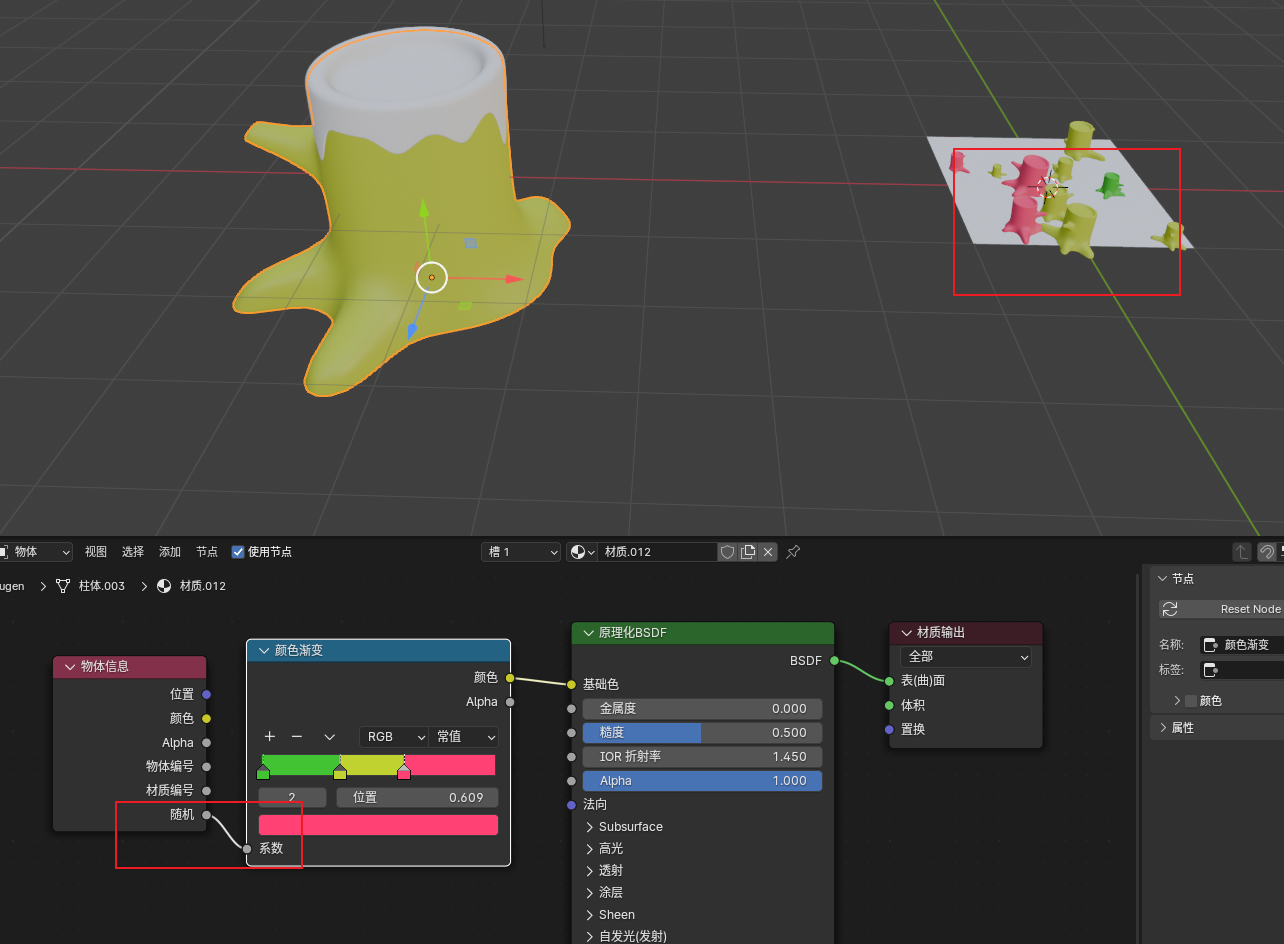 物体
视图
选择
添加
节点
使用节点
槽 1
材质.012
ugen
柱体.003
材质.012
物体信息
位置
颜色
Alpha
物体编号
材质编号
随机
颜色渐变
颜色
Alpha
RGB
常值
2
位置
0.609
系数
原理化BSDF
BSDF
基础色
金属度
0.000
糙度
0.500
IOR 折射率
1.450
Alpha
1.000
法向
Subsurface
高光
透射
涂层
Sheen
自发光(发射)
材质输出
全部
表(曲)面
体积
置换
节点
Reset Node
名称:
颜色渐变
标签:
颜色
属性